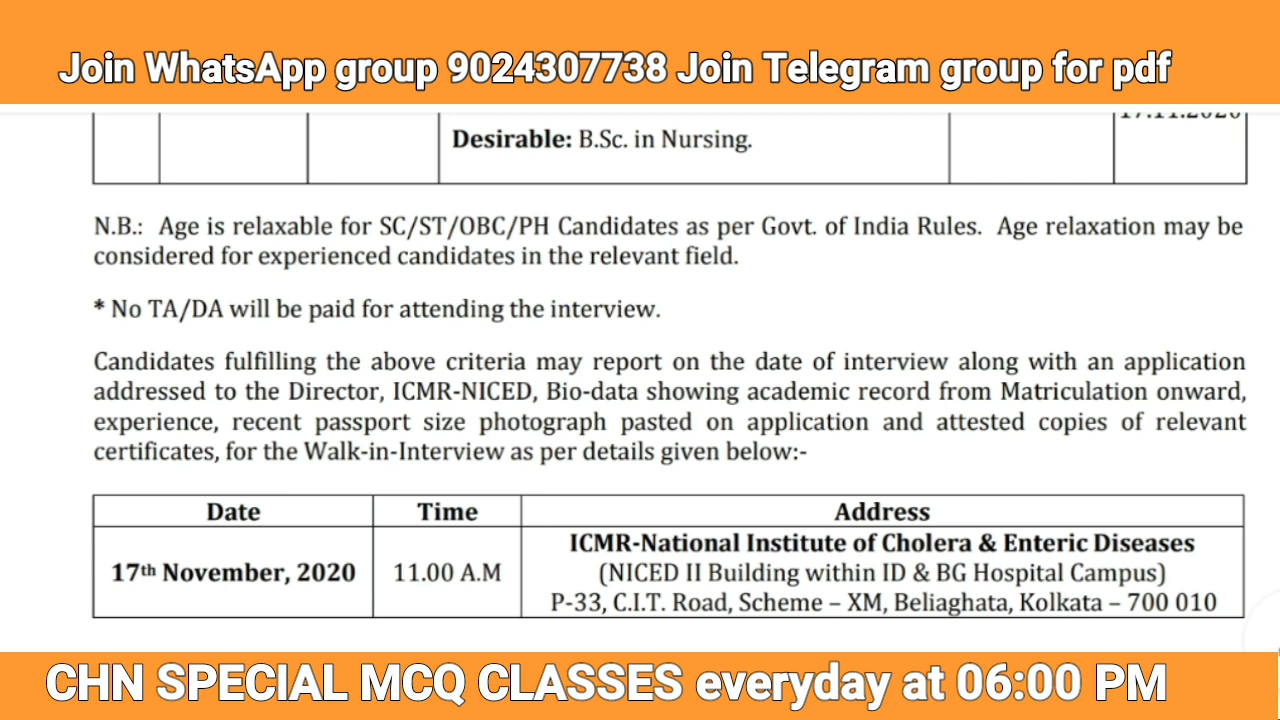 Join WhatsApp group 9024307738 Join Telegram group for pdf
17.11.2020
Desirable: B.Sc. in Nursing.
N.B.: Age is relaxable for SC/ST/OBC/PH Candidates as per Govt. of India Rules. Age relaxation may be
considered for experienced candidates in the relevant field.
* No TA/DA will be paid for attending the interview.
Candidates fulfilling the above criteria may report on the date of interview along with an application
addressed to the Director, ICMR-NICED, Bio-data showing academic record from Matriculation onward,
experience, recent passport size photograph pasted on application and attested copies of relevant
certificates, for the Walk-in-Interview as per details given below:-
Date Time Address
17th November, 2020 11.00 A.M ICMR-National Institute of Cholera & Enteric Diseases
(NICED II Building within ID & BG Hospital Campus)
P-33, C.I.T. Road, Scheme – XM, Beliaghata, Kolkata – 700 010
CHN SPECIAL MCQ CLASSES everyday at 06:00 PM